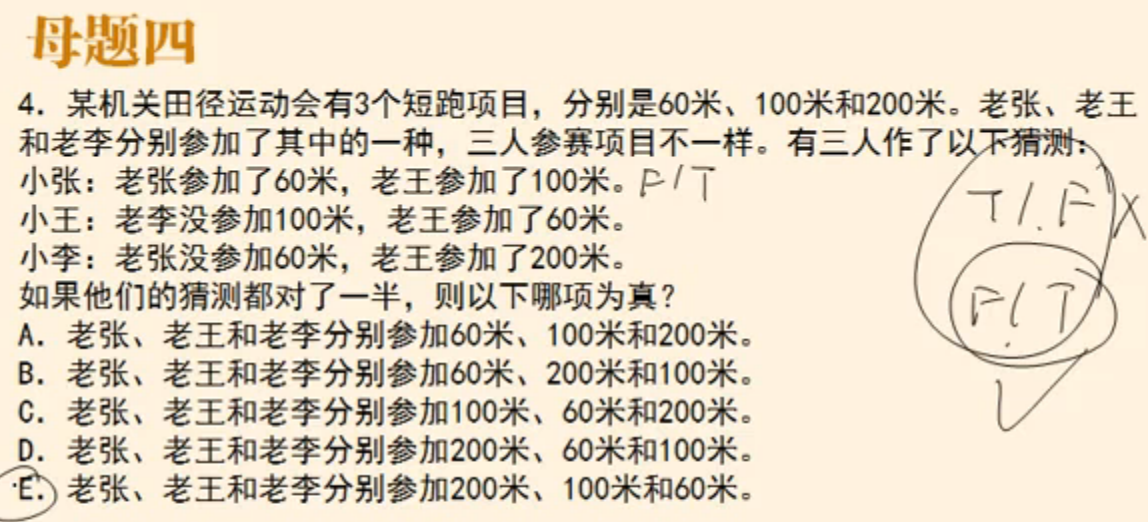 母题四
4. 某机关田径运动会有3个短跑项目，分别是60米、100米和200米。老张、老王
和老李分别参加了其中的一种，三人参赛项目不一样。有三人作了以下猜测：
小张：老张参加了60米，老王参加了100米。F/T
小王：老李没参加100米，老王参加了60米。
小李：老张没参加60米，老王参加了200米。
如果他们的猜测都对了一半，则以下哪项为真？
A. 老张、老王和老李分别参加60米、100米和200米。
B. 老张、老王和老李分别参加60米、200米和100米。
C. 老张、老王和老李分别参加100米、60米和200米。
D. 老张、老王和老李分别参加200米、60米和100米。
E. 老张、老王和老李分别参加200米、100米和60米。
T/F
F/T